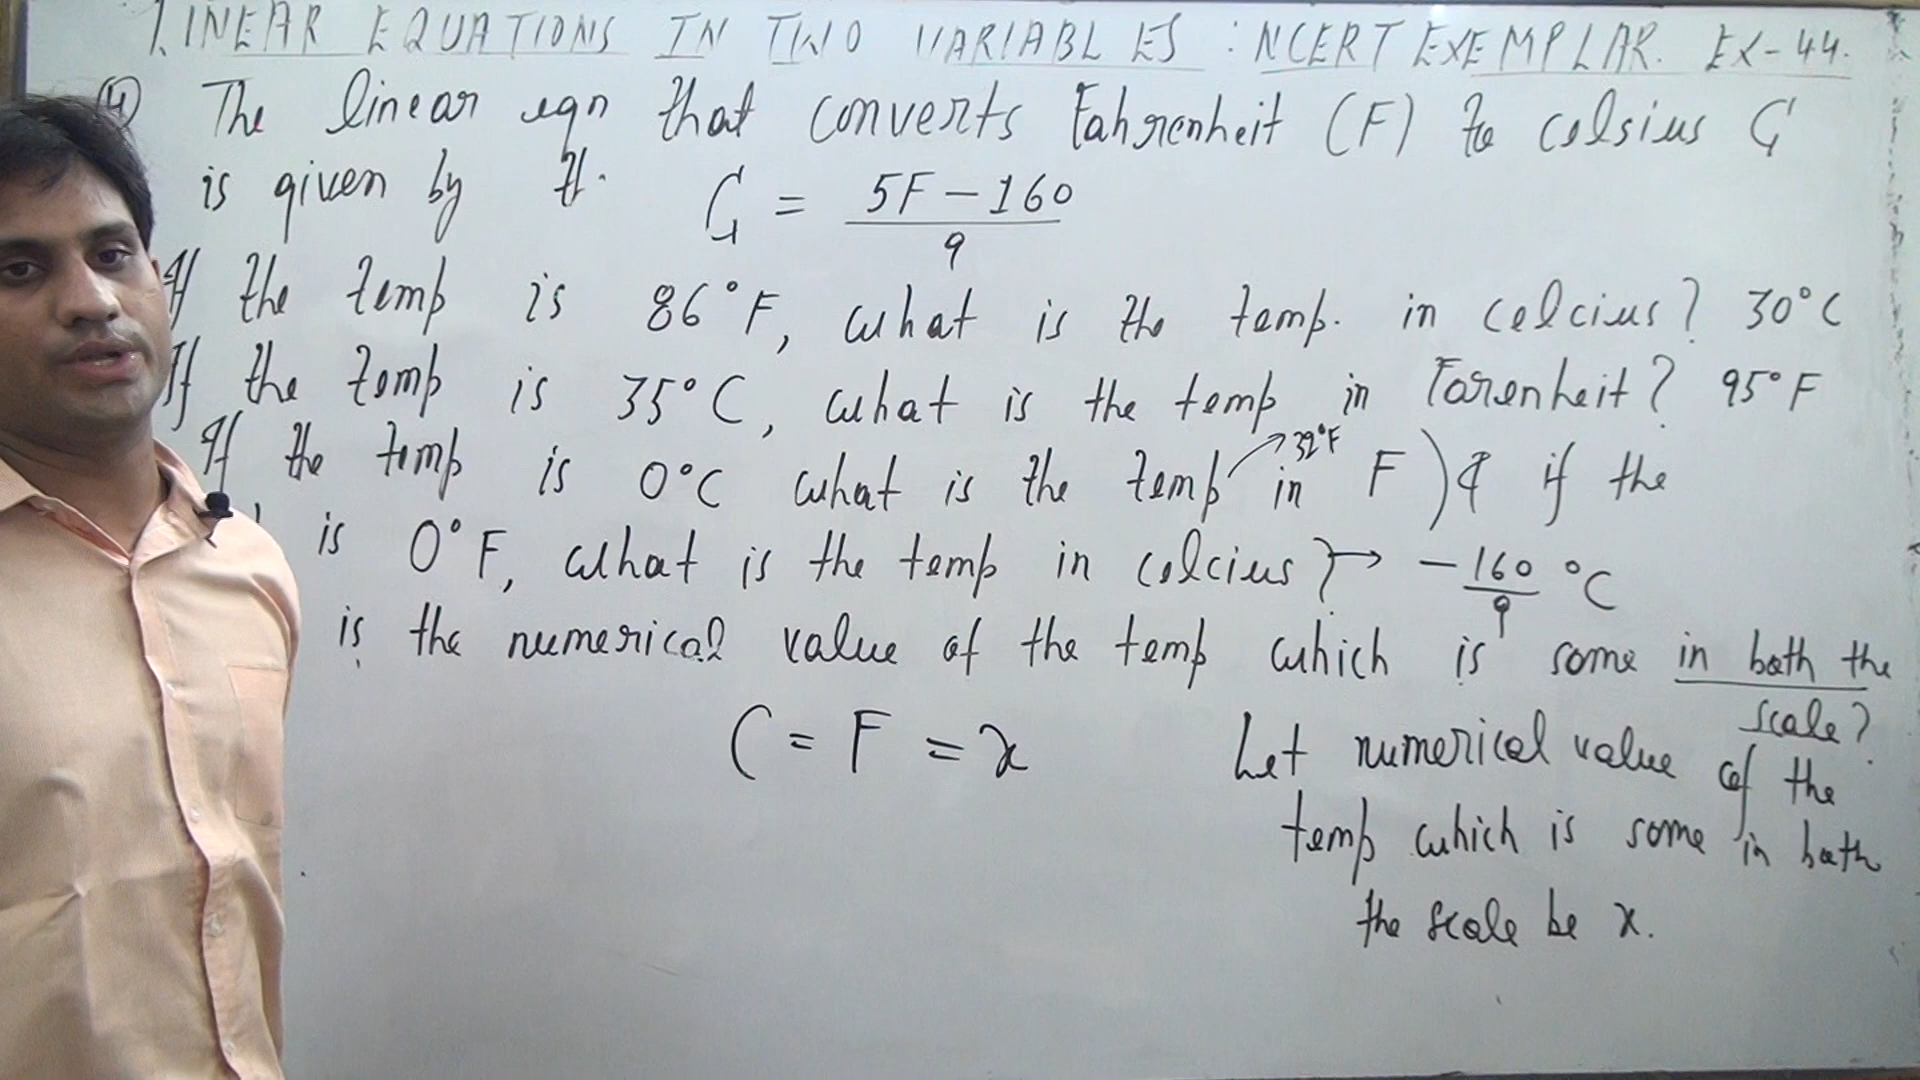 LINEAR EQUATIONS IN TWO VARIABLES : NCERT EXEMPLAR. EX-44.
④ The linear eqn that converts Fahrenheit (F) to celsius C
is given by
C = 5F – 160 / 9
If the temp is 86°F, what is the temp. in celcius? 30°C
If the temp is 35°C, what is the temp in Farenheit? 95°F
If the temp is 0°C what is the temp in F ) & if the
→ 32°F
is 0°F, what is the temp in celcius? → –160/9 °C
is the numerical value of the temp which is same in both the
scale?
C = F = x
Let numerical value of the
temp which is same in both
the scale be x.